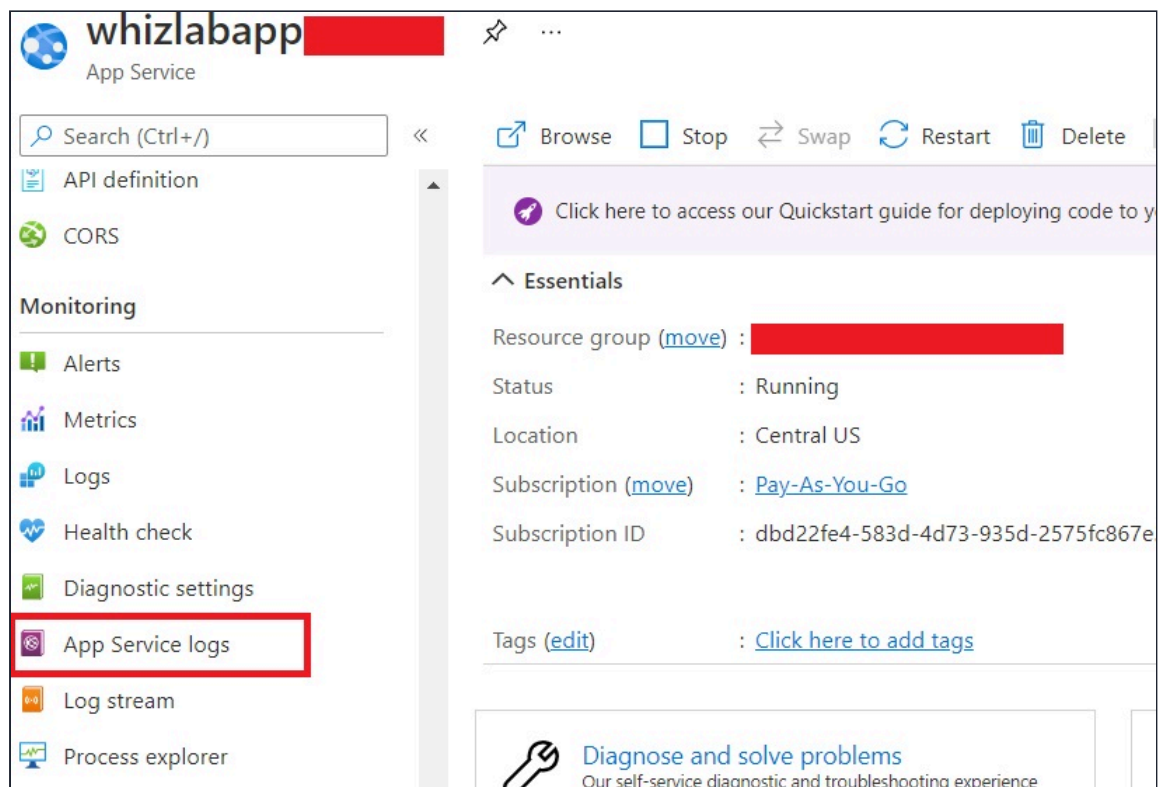 whizlabapp
App Service
Search (Ctrl+/)
«
API definition
CORS
Monitoring
Alerts
Metrics
Logs
Health check
Diagnostic settings
App Service logs
Log stream
Process explorer
...
Browse Stop Swap Restart Delete
Click here to access our Quickstart guide for deploying code to y
Essentials
Resource group (move) :
Status : Running
Location : Central US
Subscription (move) : Pay-As-You-Go
Subscription ID : dbd22fe4-583d-4d73-935d-2575fc867e
Tags (edit) : Click here to add tags
Diagnose and solve problems
Our self-service diagnostic and troubleshooting experience